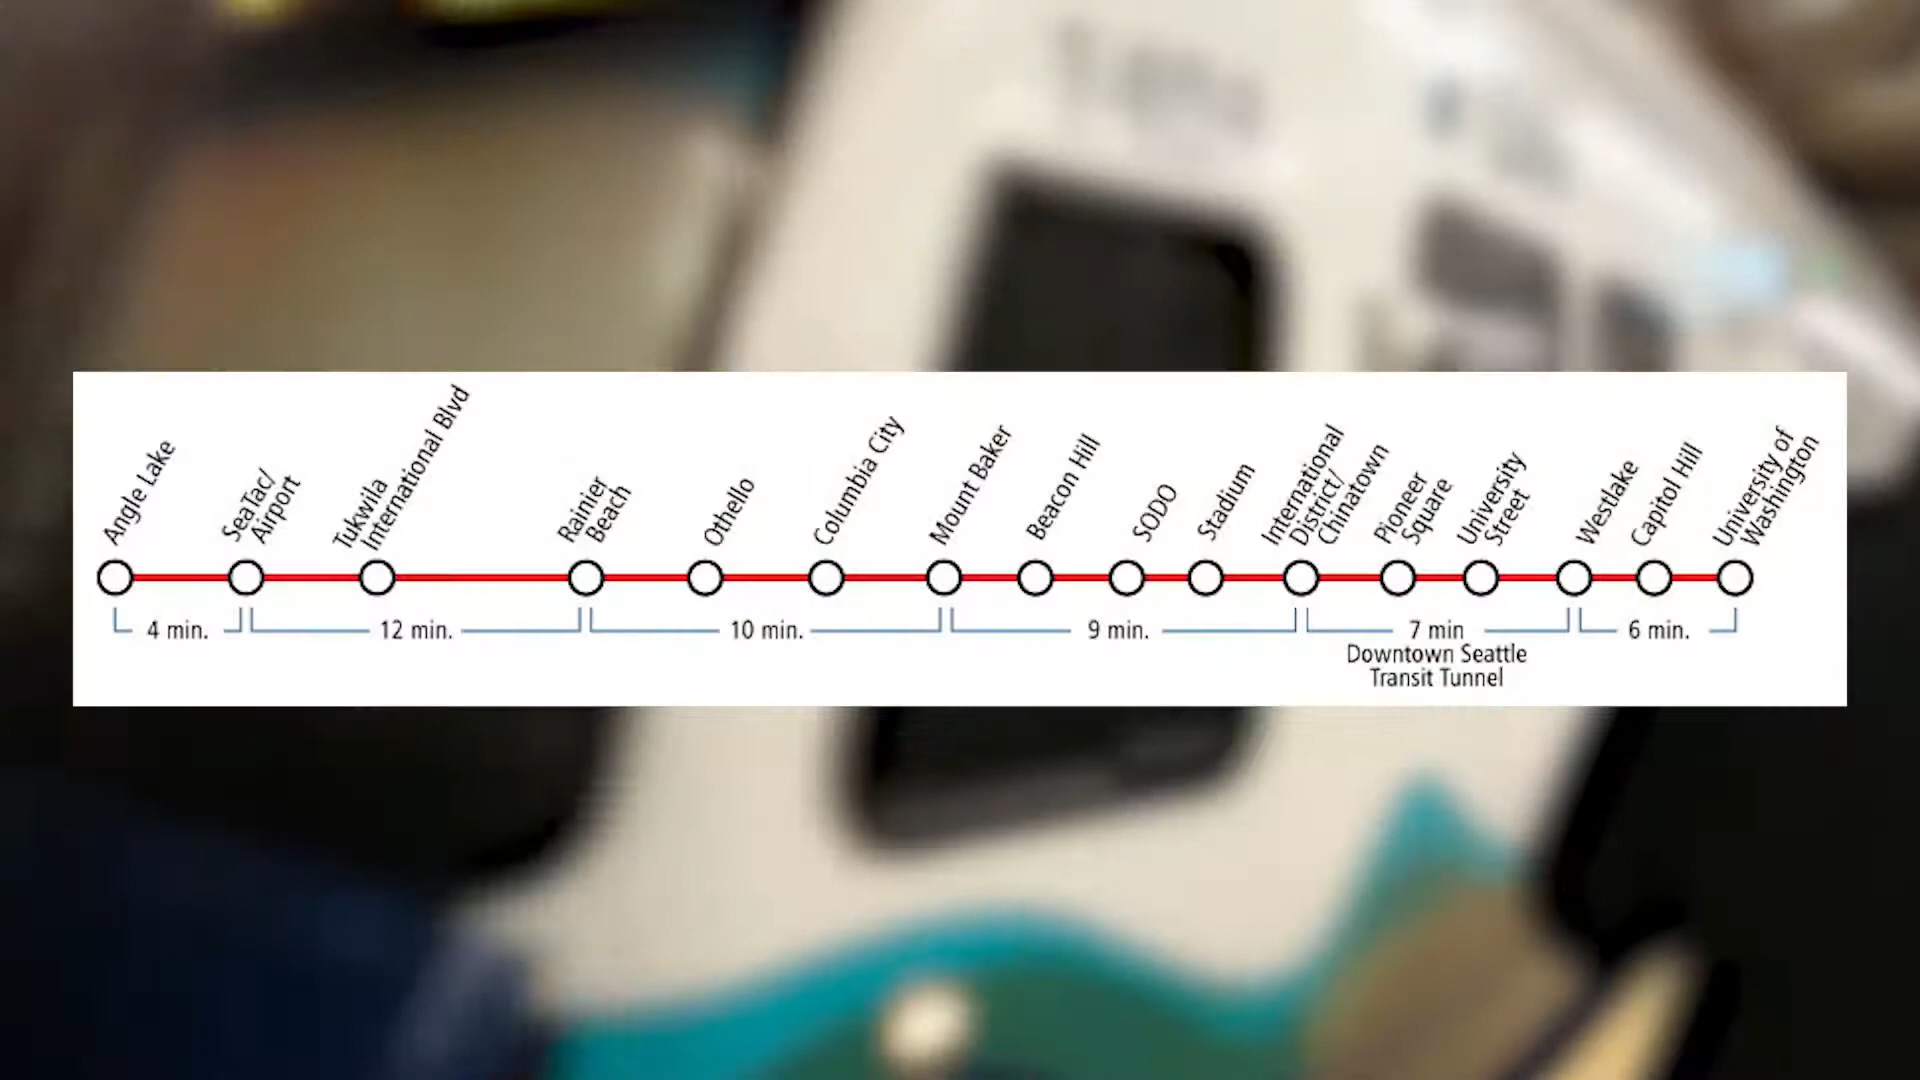 Angle Lake
SeaTac/
Airport
Tukwila
International Blvd
Rainier
Beach
Othello
Columbia City
Mount Baker
Beacon Hill
SODO
Stadium
International
District/
Chinatown
Pioneer
Square
University
Street
Westlake
Capitol Hill
University of
Washington
4 min.
12 min.
10 min.
9 min.
7 min
6 min.
Downtown Seattle
Transit Tunnel